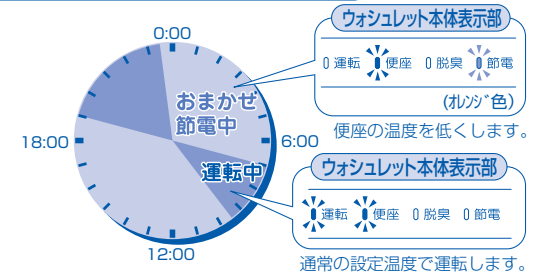 ウォシュレット本体表示部
0:00
運転 便座 脱臭 節電
(オレンジ色)
おまかせ
節電中
便座の温度を低くします。
18:00
6:00
ウォシュレット本体表示部
運転中
運転 便座 脱臭 節電
12:00
通常の設定温度で運転します。